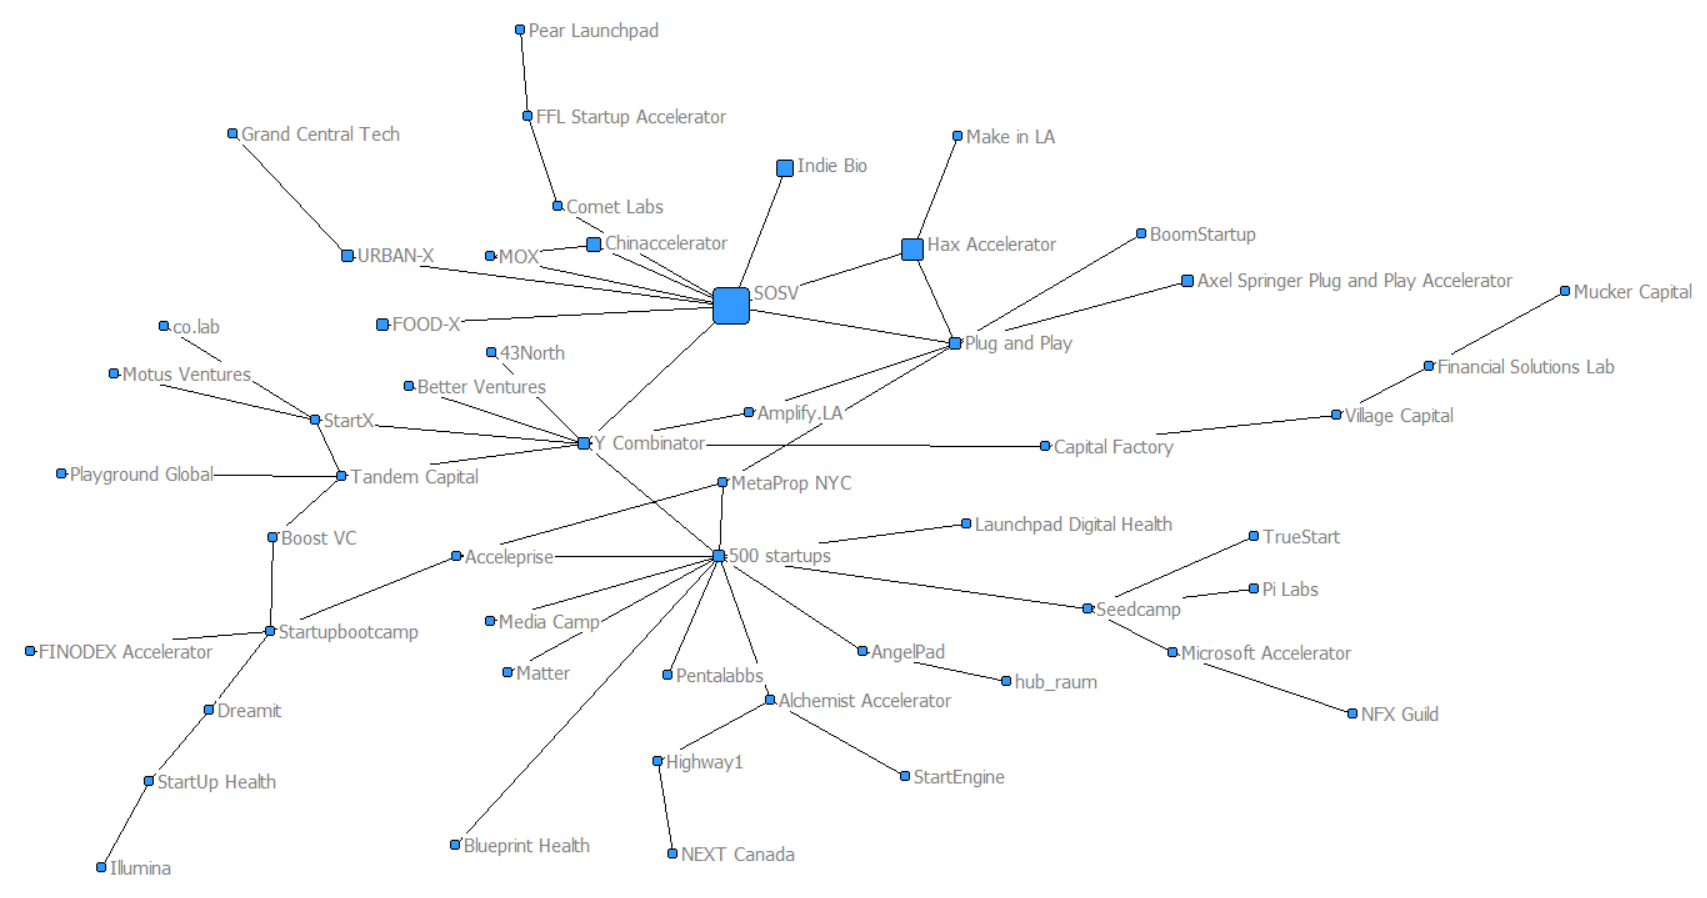 Pear Launchpad
FFL Startup Accelerator
Grand Central Tech
Make in LA
Indie Bio
Comet Labs
BoomStartup
Chinaccelerator
Hax Accelerator
URBAN-X
MOX
Axel Springer Plug and Play Accelerator
SOSV
Mucker Capital
co.lab
FOOD-X
Plug and Play
43North
Financial Solutions Lab
Motus Ventures
Better Ventures
Amplify.LA
Village Capital
StartX
Y Combinator
Capital Factory
Playground Global
Tandem Capital
MetaProp NYC
Launchpad Digital Health
Boost VC
TrueStart
Acceleprise
500 startups
Pi Labs
Seedcamp
Media Camp
Startupbootcamp
FINODEX Accelerator
AngelPad
Microsoft Accelerator
Matter
Pentalabbs
hub_raum
Alchemist Accelerator
Dreamit
NFX Guild
Highway1
StartEngine
StartUp Health
Blueprint Health
NEXT Canada
Illumina